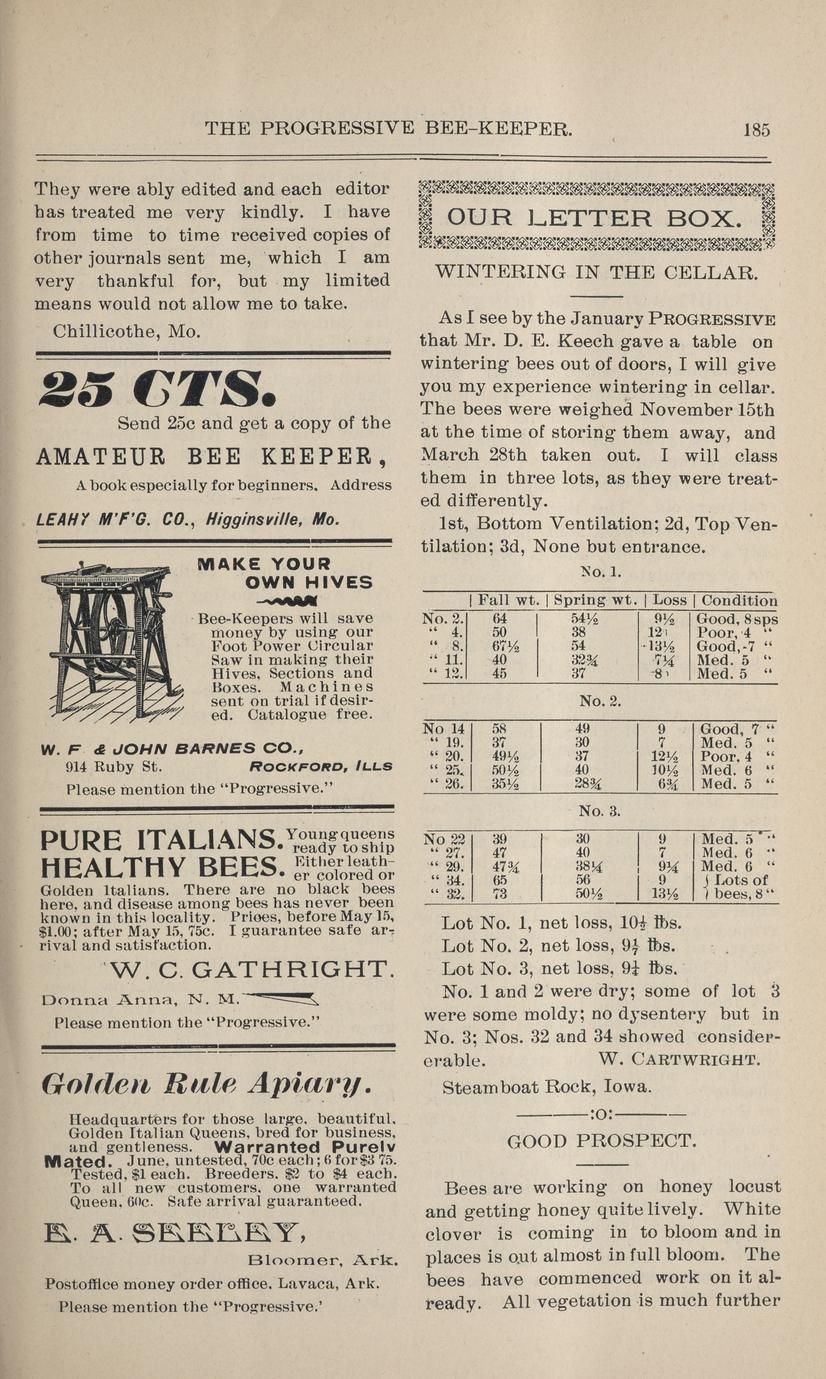 THE PROGRESSIVE BEE-KEEPER. 185
They were ably edited and each editor
has treated me very kindly. I have
from time to time received copies of
other journals sent me, which I am
very thankful for, but my limited
means would not allow me to take.
Chillicothe, Mo.
25 CTS.
Send 25c and get a copy of the
AMATEUR BEE KEEPER,
A book especially for beginners. Address
LEAHY M'F'G. CO., Higginsville, Mo.
MAKE YOUR
OWN HIVES
Bee-Keepers will save
money by using our
Foot Power Circular
Saw in making their
Hives, Sections and
Boxes. Machines
sent on trial if desir-
ed. Catalogue free.
W. F & JOHN BARNES CO.,
914 Ruby St. ROCKFORD, ILLS
Please mention the "Progressive."
PURE ITALIANS. Young queens
ready to ship
HEALTHY BEES. Either leath-
er colored or
Golden Italians. There are no black bees
here, and disease among bees has never been
known in this locality. Prices, before May 15,
$1.00; after May 15, 75c. I guarantee safe ar-
rival and satisfaction.
W. C. GATHRIGHT.
Donna Anna, N. M.
Please mention the "Progressive."
Golden Rule Apiary.
Headquarters for those large, beautiful,
Golden Italian Queens, bred for business,
and gentleness. Warranted Purely
Mated. June, untested, 70c each; 6 for $3 75.
Tested, $1 each. Breeders, $2 to $4 each.
To all new customers, one warranted
Queen, 60c. Safe arrival guaranteed.
E. A. SEELEY,
Bloomer, Ark.
Postoffice money order office, Lavaca, Ark.
Please mention the "Progressive.'
OUR LETTER BOX.
WINTERING IN THE CELLAR.
As I see by the January PROGRESSIVE
that Mr. D. E. Keech gave a table on
wintering bees out of doors, I will give
you my experience wintering in cellar.
The bees were weighed November 15th
at the time of storing them away, and
March 28th taken out. I will class
them in three lots, as they were treat-
ed differently.
1st, Bottom Ventilation; 2d, Top Ven-
tilation; 3d, None but entrance.
No. 1.
| Fall wt. | Spring wt. | Loss | Condition
No. 2. 64 54½ 9½ Good, 8 sps
" 4. 50 38 12 Poor, 4 "
" 8. 67½ 54 13½ Good, 7 "
" 11. 40 32¾ 7¼ Med. 5 "
" 12. 45 37 8 Med. 5 "
No. 2.
No 14 58 49 9 Good, 7 "
" 19. 37 30 7 Med. 5 "
" 20. 49½ 37 12½ Poor, 4 "
" 25. 50½ 40 10½ Med. 6 "
" 26. 35½ 28¾ 6¾ Med. 5 "
No. 3.
No 22 39 30 9 Med. 5 "
" 27. 47 40 7 Med. 6 "
" 29. 47¾ 38¼ 9¼ Med. 6 "
" 34. 65 56 9 } Lots of
" 32. 73 50½ 13½ } bees, 8 "
Lot No. 1, net loss, lbs.
Lot No. 2, net loss, lbs.
Lot No. 3, net loss, lbs.
No. 1 and 2 were dry; some of lot 3
were some moldy; no dysentery but in
No. 3; Nos. 32 and 34 showed consider-
erable. W. CARTWRIGHT.
Steamboat Rock, Iowa.
:o:
GOOD PROSPECT.
Bees are working on honey locust
and getting honey quite lively. White
clover is coming in to bloom and in
places is out almost in full bloom. The
bees have commenced work on it al-
ready. All vegetation is much further